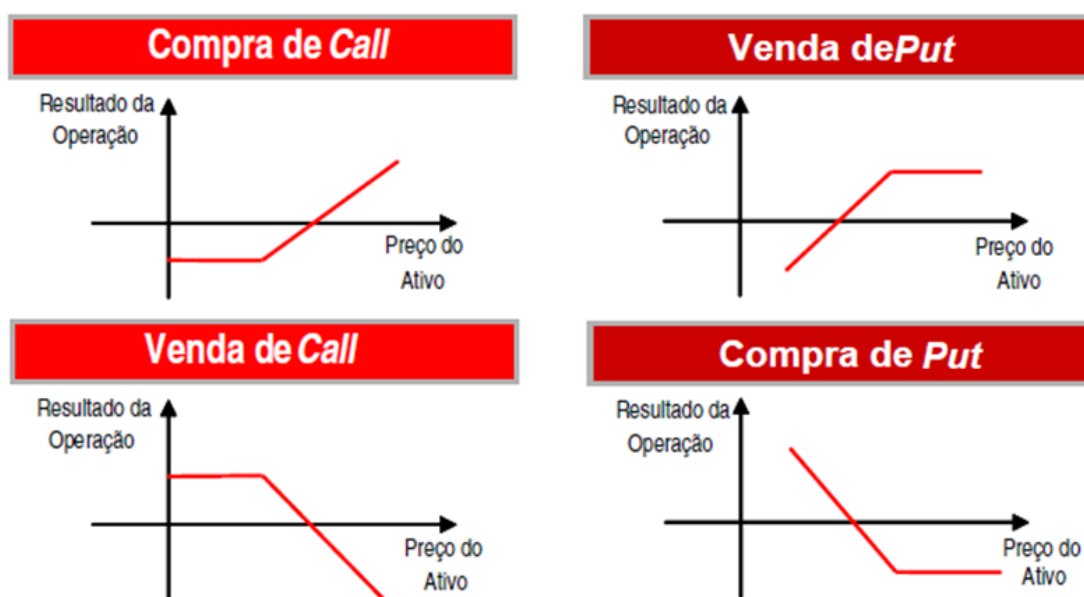 Compra de Call
Resultado da
Operação
Preço do
Ativo
Venda dePut
Resultado da
Operação
Preço do
Ativo
Venda de Call
Resultado da
Operação
Preço do
Ativo
Compra de Put
Resultado da
Operação
Preço do
Ativo